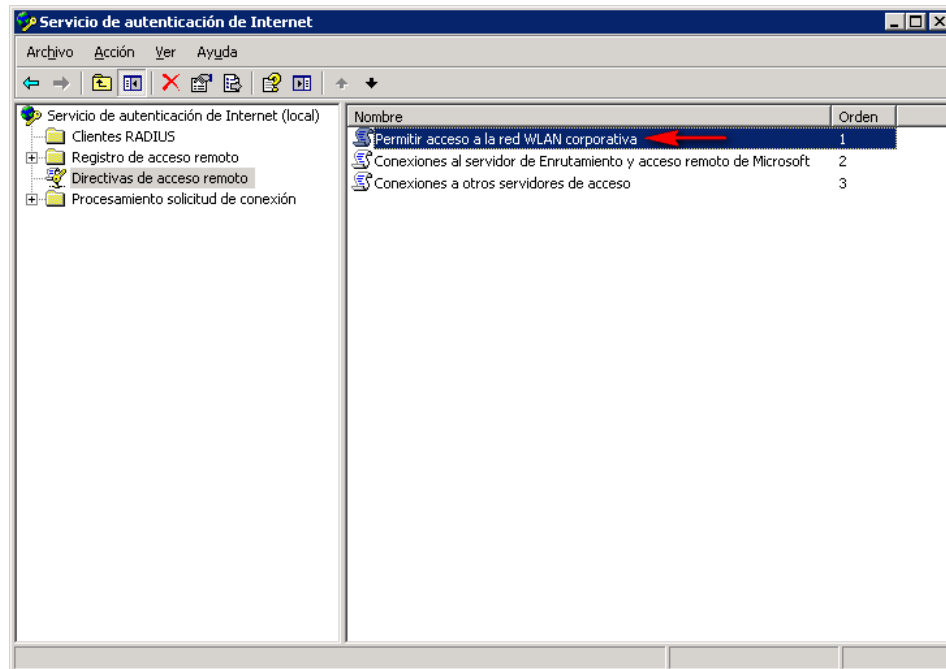 Servicio de autenticación de Internet
Archivo Acción Ver Ayuda
Servicio de autenticación de Internet (local)
Clientes RADIUS
Registro de acceso remoto
Directivas de acceso remoto
Procesamiento solicitud de conexión
Nombre Orden
Permitir acceso a la red WLAN corporativa 1
Conexiones al servidor de Enrutamiento y acceso remoto de Microsoft 2
Conexiones a otros servidores de acceso 3